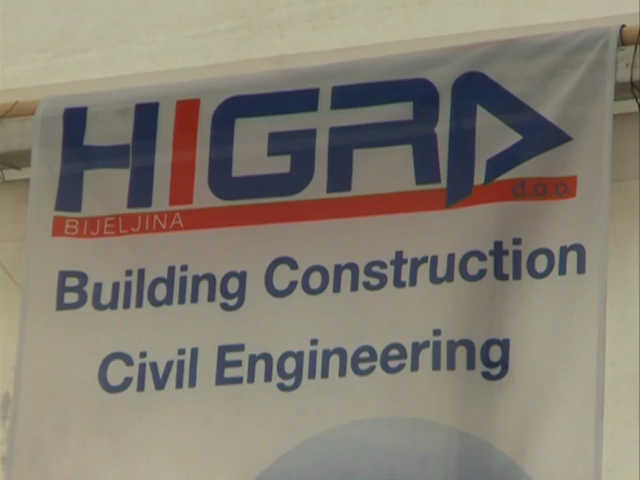 HIGRA
BIJELJINA d.o.o.
Building Construction
Civil Engineering